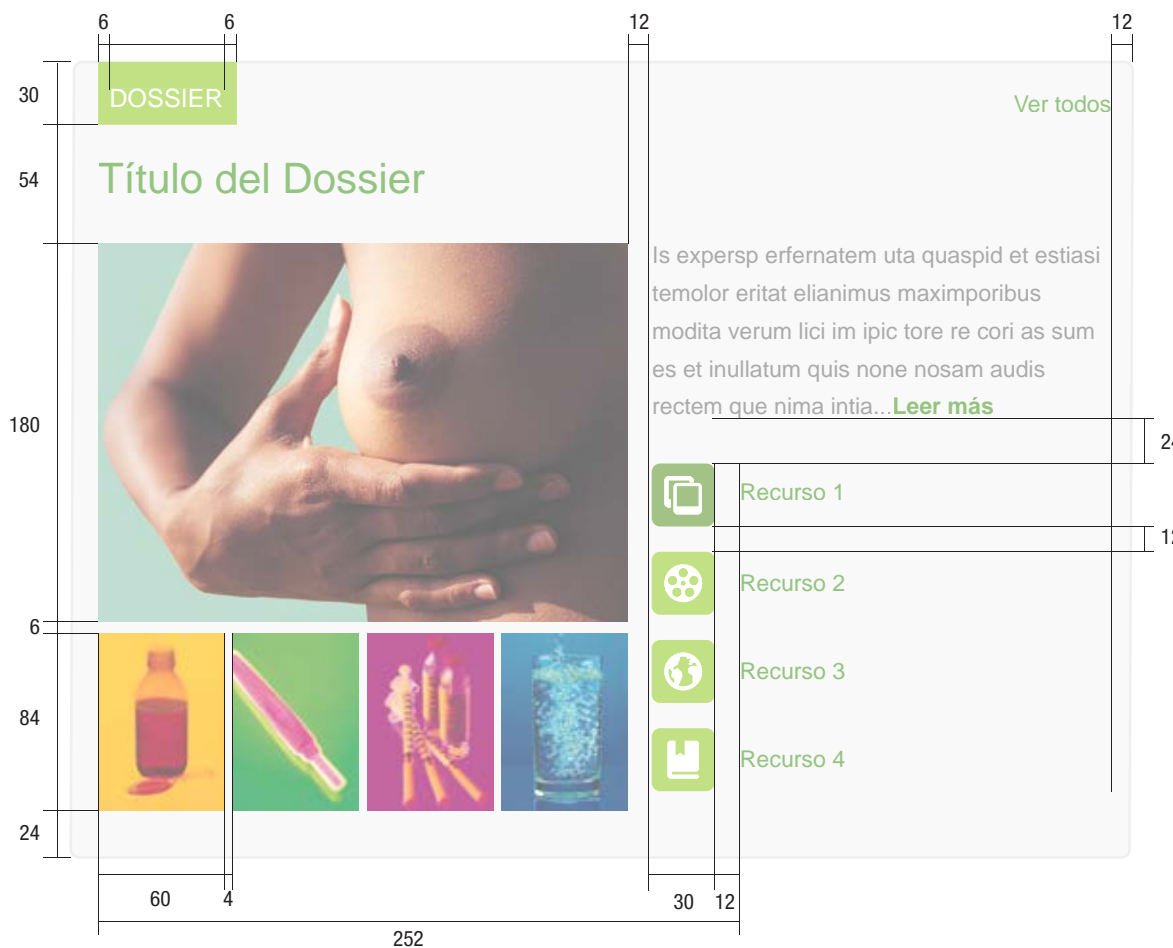 6 6 12 12
30
DOSSIER
Ver todos
54
Título del Dossier
180
Is expersp erfernatem uta quaspid et estiasi
temolor eritat elianimus maximporibus
modita verum lici im ipic tore re cori as sum
es et inullatum quis none nosam audis
rectem que nima intia...Leer más
Recurso 1
Recurso 2
6
Recurso 3
84
Recurso 4
24
60 4 30 12
252